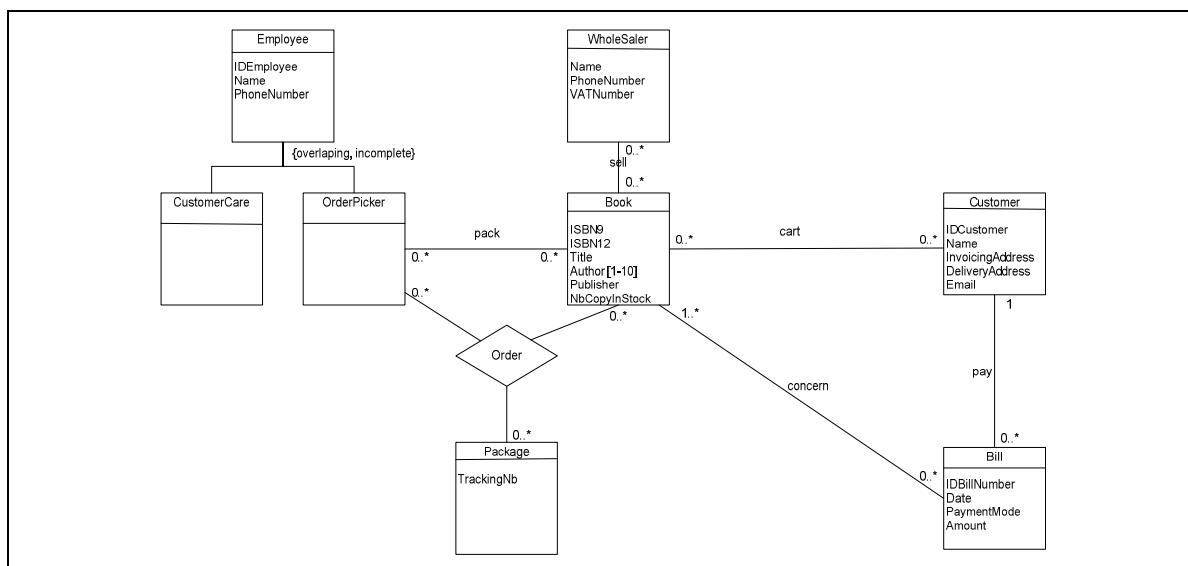 Employee
IDEmployee
Name
PhoneNumber
{overlaping, incomplete}
WholeSaler
Name
PhoneNumber
VATNumber
0..*
sell
0..*
CustomerCare
OrderPicker
pack
0..*
0..*
0..*
Book
ISBN9
ISBN12
Title
Author[1-10]
Publisher
NbCopyInStock
0..*
cart
0..*
Customer
IDCustomer
Name
InvoicingAddress
DeliveryAddress
Email
0..*
1..*
1
Order
concern
pay
0..*
Package
TrackingNb
0..*
0..*
Bill
IDBillNumber
Date
PaymentMode
Amount